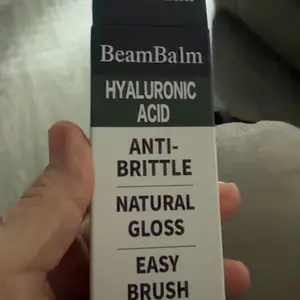 BeamBalm
HYALURONIC
ACID
ANTI-
BRITTLE
NATURAL
GLOSS
EASY
BRUSH